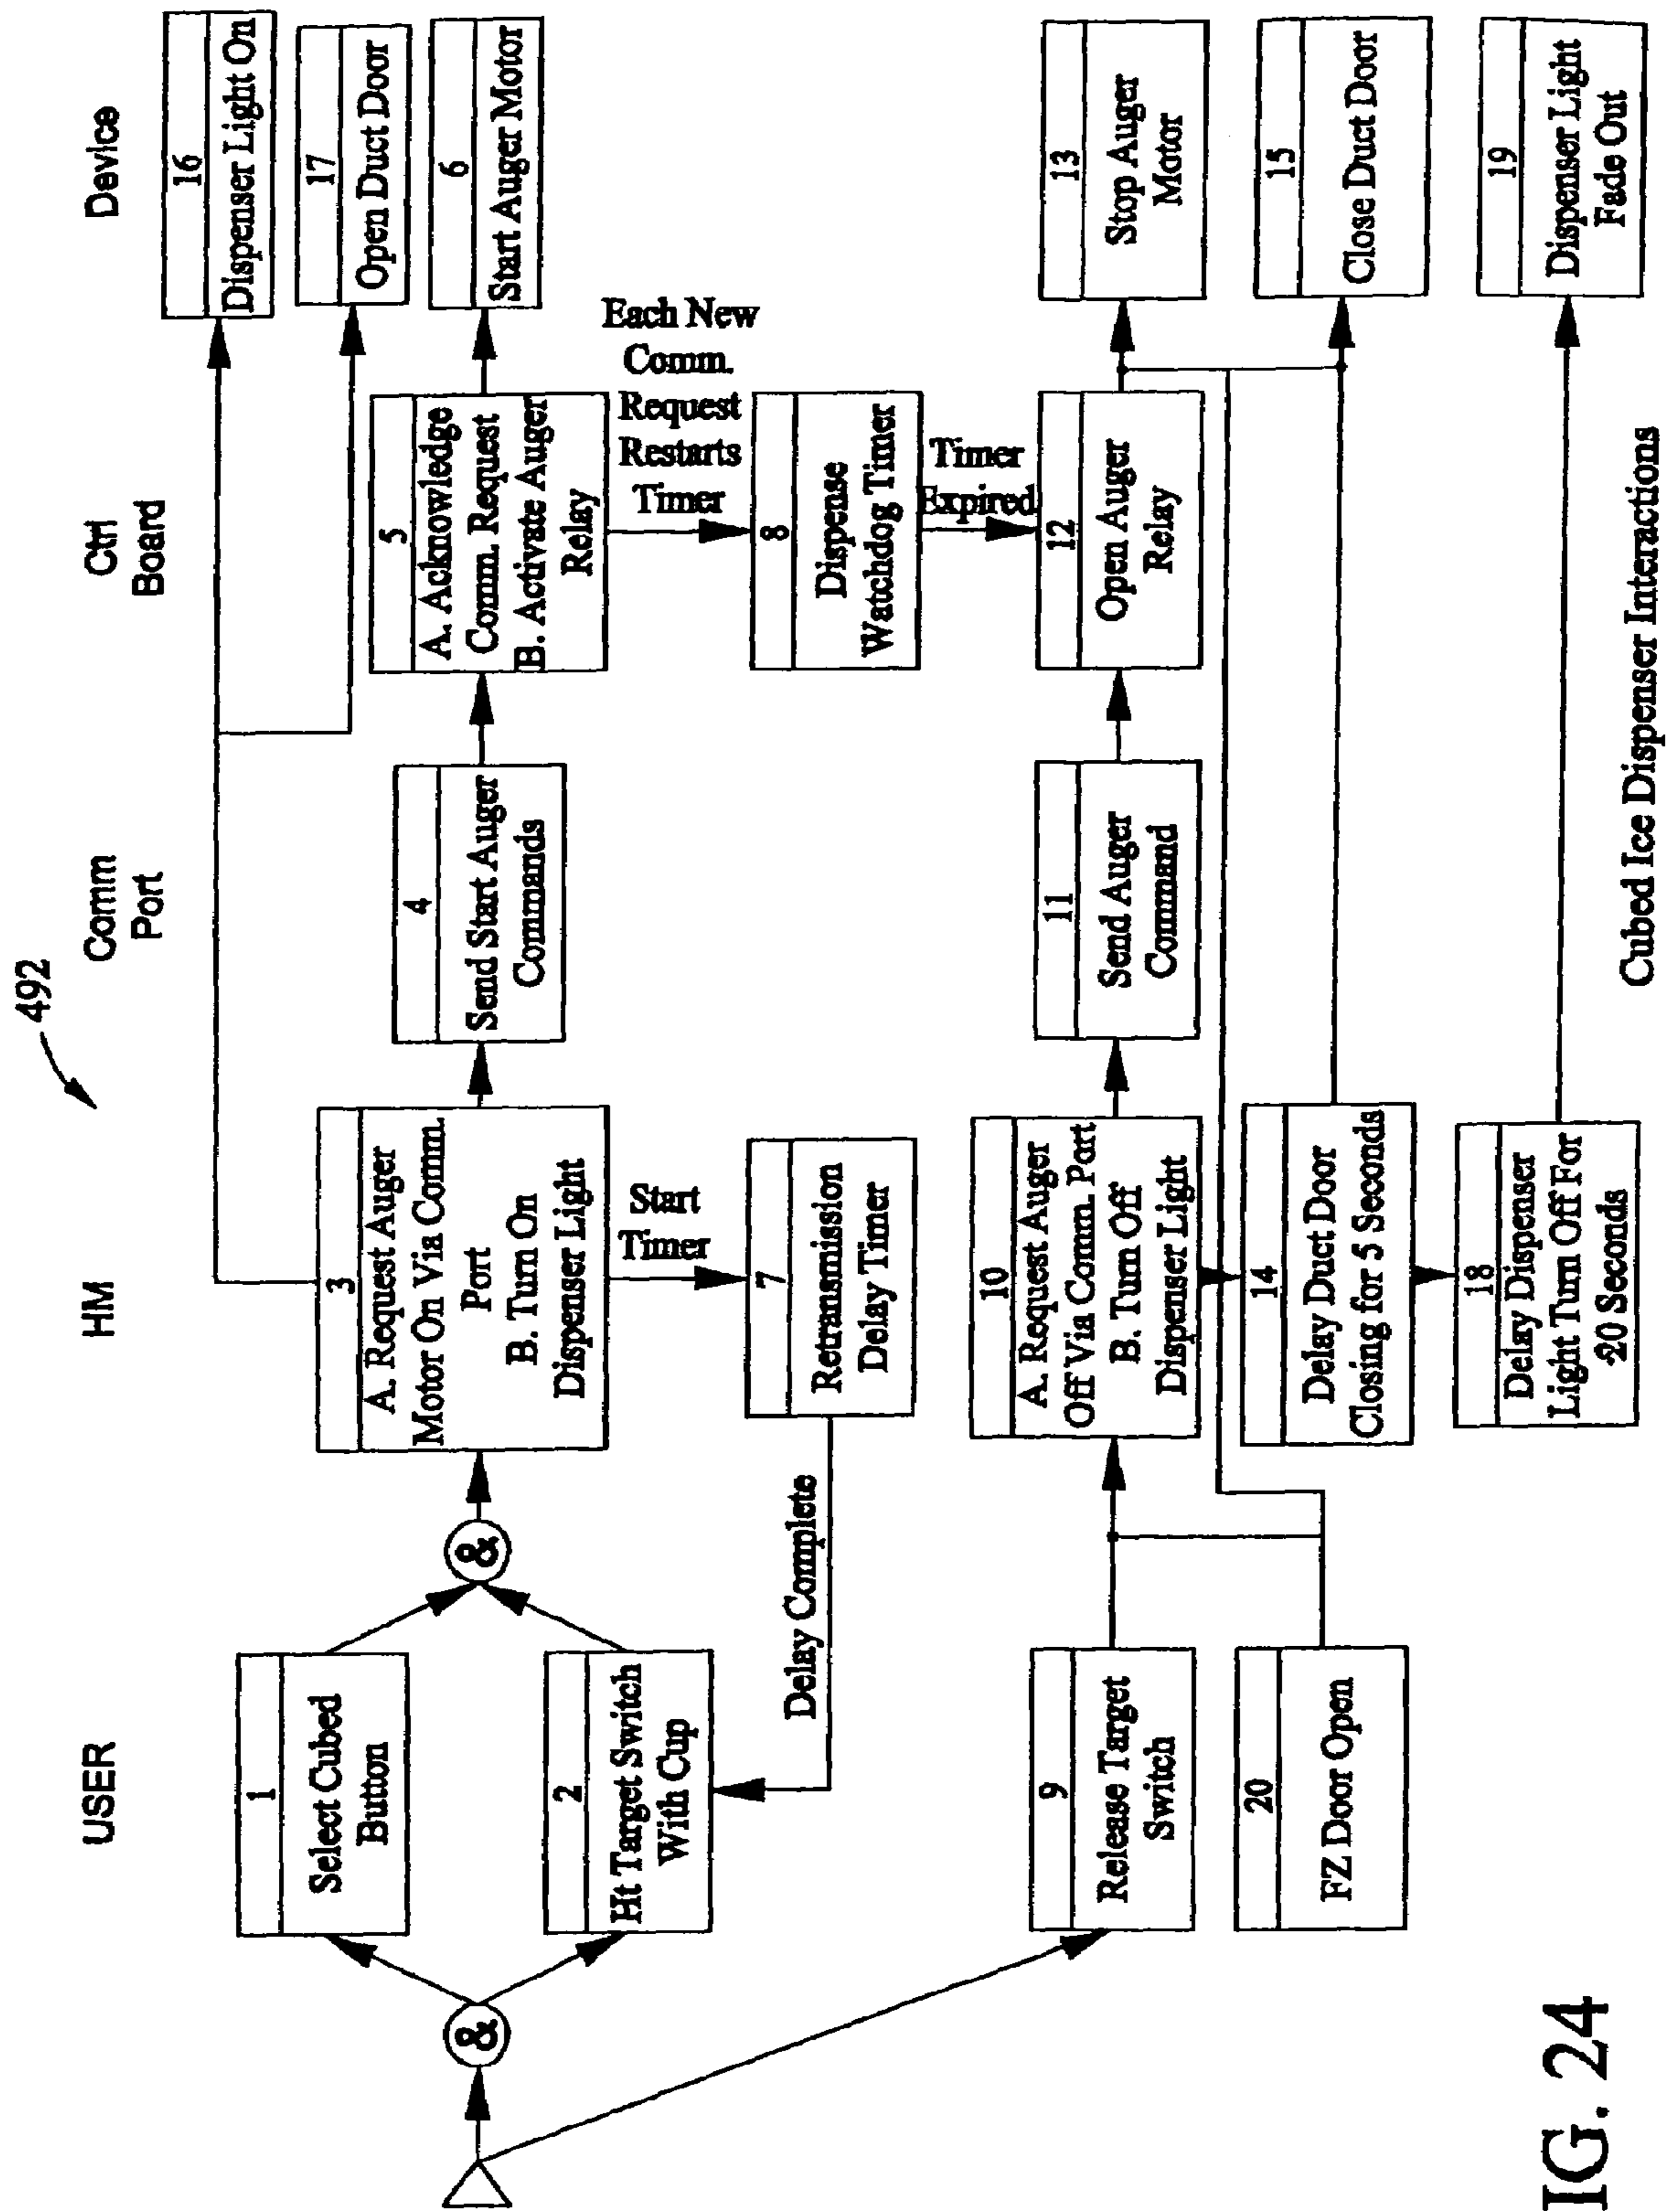 492
USER
HM
Comm
Port
Ctrl
Board
Device
1
Select Cubed
Button
2
Ht Target Switch
With Cup
&
&
3
A. Request Auger
Motor On Via Comm.
Port
B. Turn On
Dispenser Light
4
Send Start Auger
Commands
5
A. Acknowledge
Comm. Request
B. Activate Auger
Relay
16
Dispenser Light On
17
Open Duct Door
6
Start Auger Motor
Start
Timer
7
Retransmission
Delay Timer
Delay Complete
Each New
Comm.
Request
Restarts
Timer
8
Dispense
Watchdog Timer
Timer
Expired
9
Release Target
Switch
20
FZ Door Open
10
A. Request Auger
Off Via Comm. Port
B. Turn Off
Dispenser Light
11
Send Auger
Command
12
Open Auger
Relay
13
Stop Auger
Motor
14
Delay Duct Door
Closing for 5 Seconds
15
Close Duct Door
18
Delay Dispenser
Light Turn Off For
20 Seconds
19
Dispenser Light
Fade Out
Cubed Ice Dispenser Interactions
IG. 24